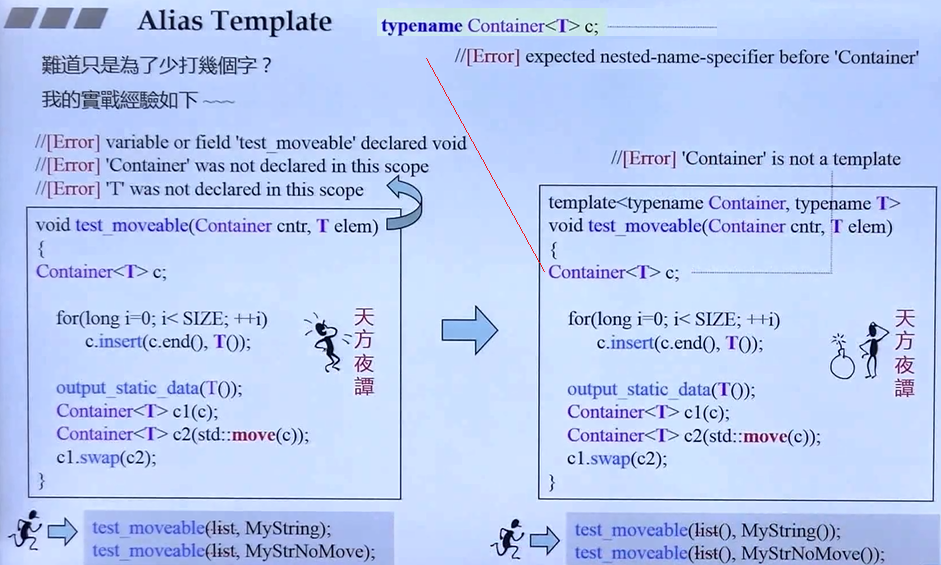 Alias Template
typename Container<T> c;
//[Error] expected nested-name-specifier before 'Container'
難道只是為了少打幾個字？
我的實戰經驗如下 ~~~
//[Error] variable or field 'test_moveable' declared void
//[Error] 'Container' was not declared in this scope
//[Error] 'T' was not declared in this scope
void test_moveable(Container cntr, T elem)
{
Container<T> c;
for(long i=0; i< SIZE; ++i)
c.insert(c.end(), T());
output_static_data(T());
Container<T> c1(c);
Container<T> c2(std::move(c));
c1.swap(c2);
}
天方夜譚
test_moveable(list, MyString);
test_moveable(list, MyStrNoMove);
//[Error] 'Container' is not a template
template<typename Container, typename T>
void test_moveable(Container cntr, T elem)
{
Container<T> c;
for(long i=0; i< SIZE; ++i)
c.insert(c.end(), T());
output_static_data(T());
Container<T> c1(c);
Container<T> c2(std::move(c));
c1.swap(c2);
}
天方夜譚
test_moveable(list(), MyString());
test_moveable(list(), MyStrNoMove());